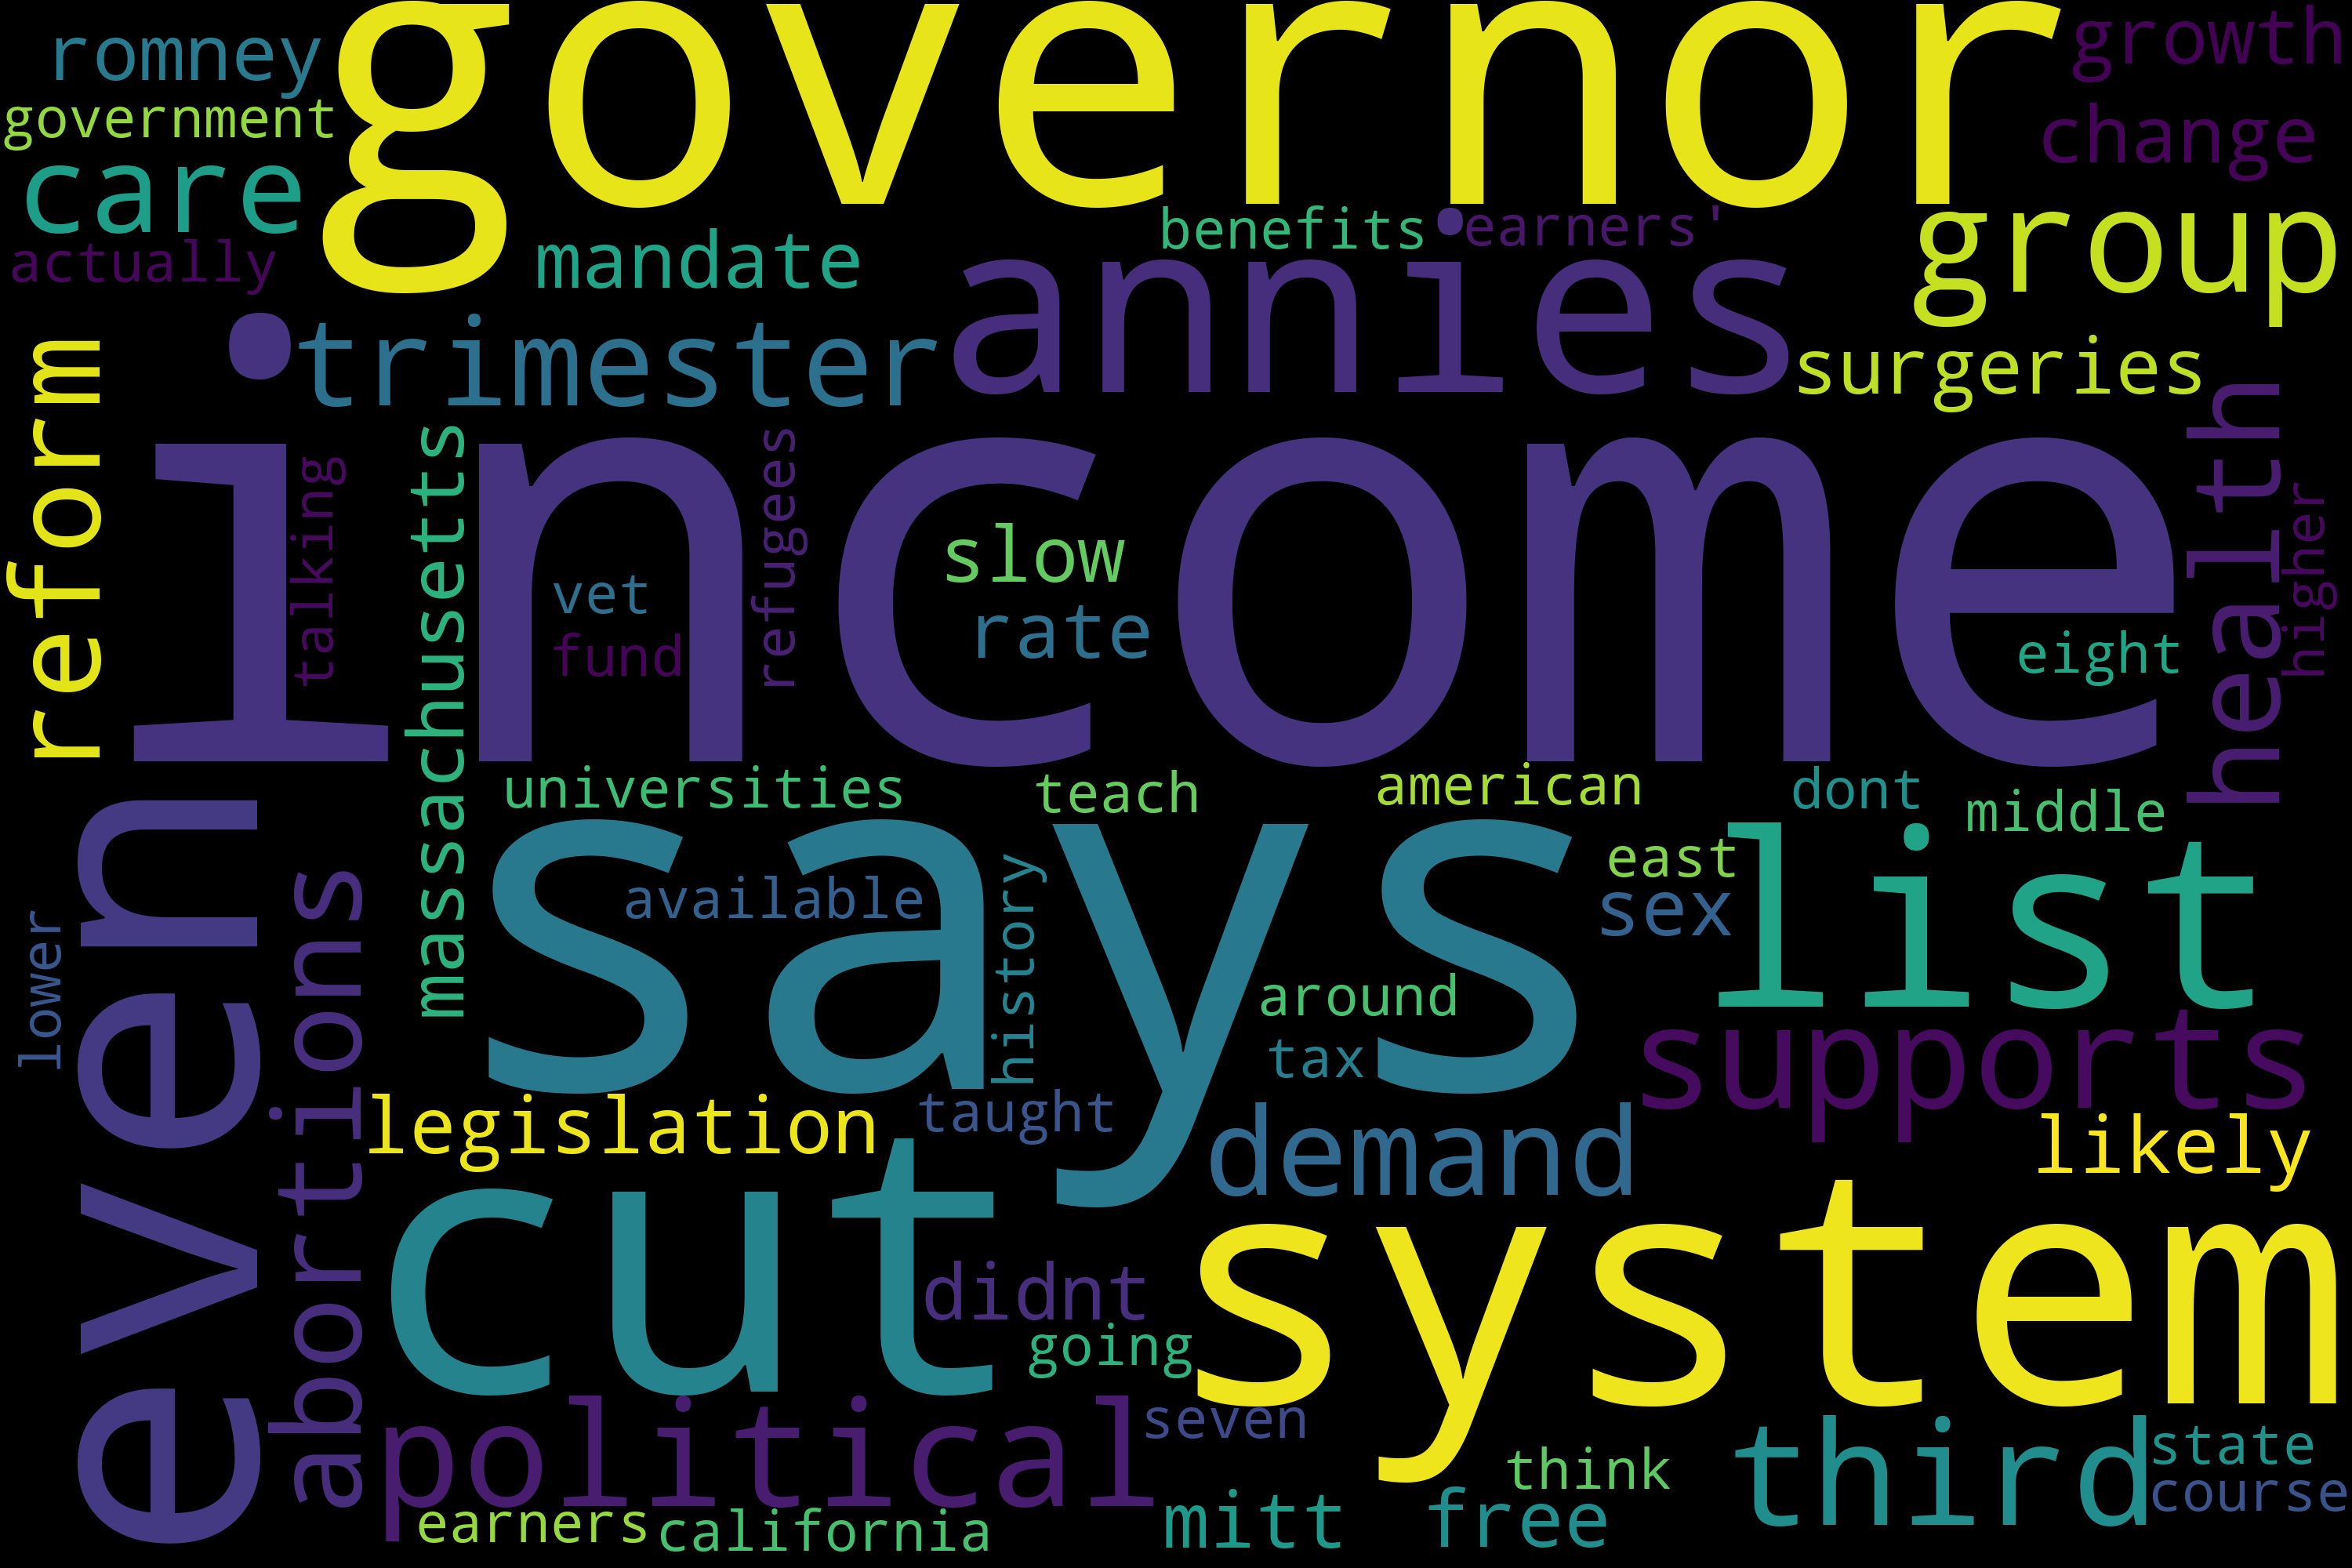 governor
romney
growth
government
change
care
benefits
earners'
group
actually
mandate
annies
trimester
surgeries
reform
income
health
massachusetts
talking
refugees
higher
slow
vet
rate
fund
eight
universities
teach
american
dont
middle
even
says
list
east
abortions
available
sex
history
lower
around
supports
tax
legislation
taught
demand
likely
cut
system
didnt
going
political
seven
third
state
think
course
earners
california
mitt
free